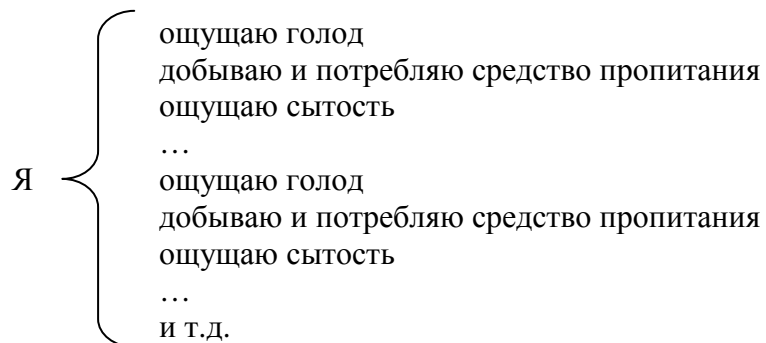 ощущаю голод
добываю и потребляю средство пропитания
ощущаю сытость
…
Я
ощущаю голод
добываю и потребляю средство пропитания
ощущаю сытость
…
и т.д.